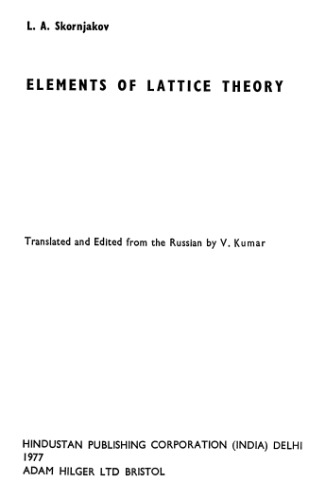 L. A. Skornjakov
ELEMENTS OF LATTICE THEORY
Translated and Edited from the Russian by V. Kumar
HINDUSTAN PUBLISHING CORPORATION (INDIA) DELHI
1977
ADAM HILGER LTD BRISTOL